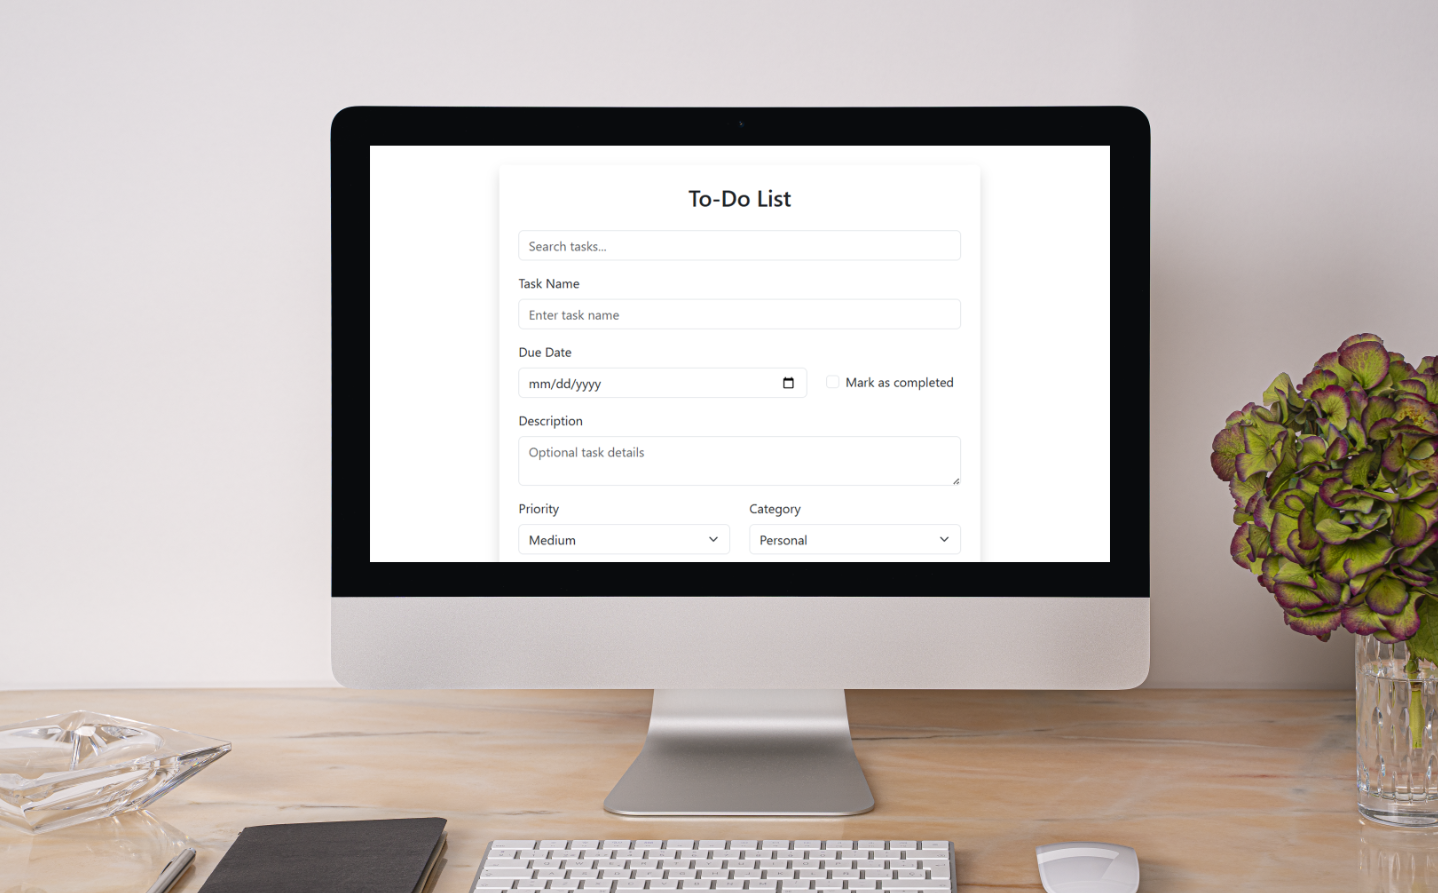 To-Do List
Search tasks...
Task Name
Enter task name
Due Date
mm/dd/yyyy
Mark as completed
Description
Optional task details
Priority
Category
Medium
Personal